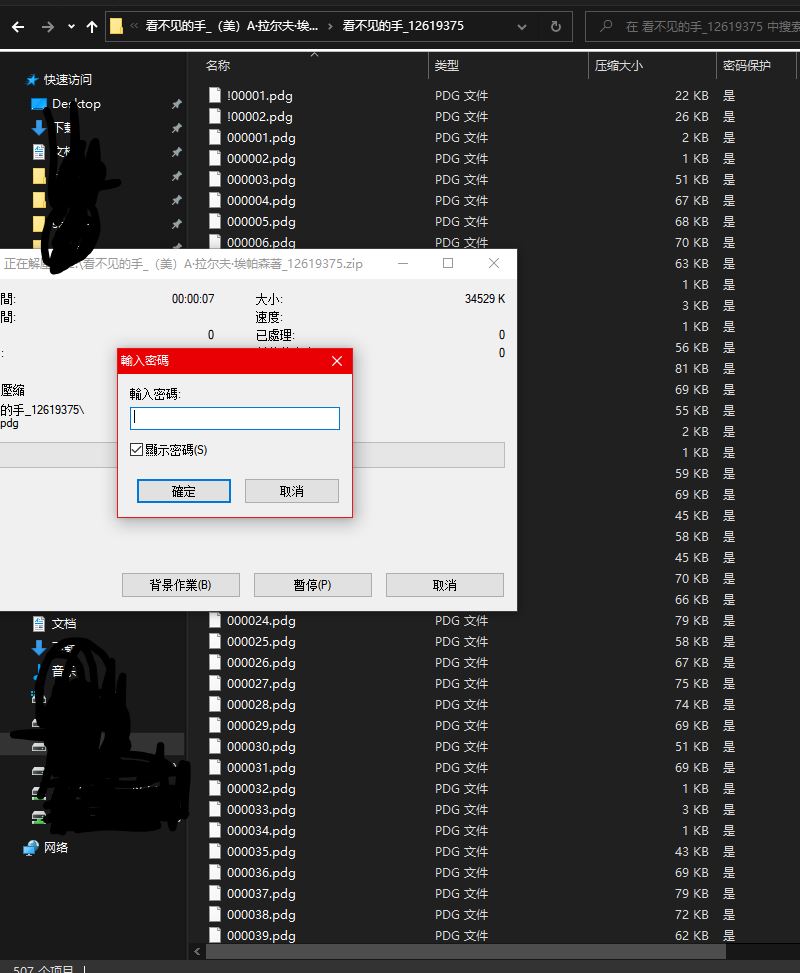 看不见的手_（美）A·拉尔夫·埃... › 看不见的手_12619375
在 看不见的手_12619375 中搜索
名称 类型 压缩大小 密码保护
快速访问
Desktop
!00001.pdg PDG 文件 22 KB 是
!00002.pdg PDG 文件 26 KB 是
000001.pdg PDG 文件 2 KB 是
000002.pdg PDG 文件 1 KB 是
000003.pdg PDG 文件 51 KB 是
000004.pdg PDG 文件 67 KB 是
000005.pdg PDG 文件 68 KB 是
000006.pdg PDG 文件 70 KB 是
63 KB 是
1 KB 是
3 KB 是
1 KB 是
56 KB 是
81 KB 是
69 KB 是
55 KB 是
2 KB 是
1 KB 是
59 KB 是
69 KB 是
45 KB 是
58 KB 是
45 KB 是
70 KB 是
66 KB 是
看不见的手_（美）A·拉尔夫·埃帕森著_12619375.zip
間: 00:00:07 大小: 34529 K
間: 速度:
0 已處理: 0
: 0
壓縮
的手_12619375\
pdg
輸入密碼
輸入密碼:
顯示密碼(S)
確定 取消
背景作業(B) 暫停(P) 取消
文档
音乐
网络
000024.pdg PDG 文件 79 KB 是
000025.pdg PDG 文件 58 KB 是
000026.pdg PDG 文件 67 KB 是
000027.pdg PDG 文件 75 KB 是
000028.pdg PDG 文件 74 KB 是
000029.pdg PDG 文件 69 KB 是
000030.pdg PDG 文件 51 KB 是
000031.pdg PDG 文件 69 KB 是
000032.pdg PDG 文件 1 KB 是
000033.pdg PDG 文件 3 KB 是
000034.pdg PDG 文件 1 KB 是
000035.pdg PDG 文件 43 KB 是
000036.pdg PDG 文件 69 KB 是
000037.pdg PDG 文件 79 KB 是
000038.pdg PDG 文件 72 KB 是
000039.pdg PDG 文件 62 KB 是
507 个项目